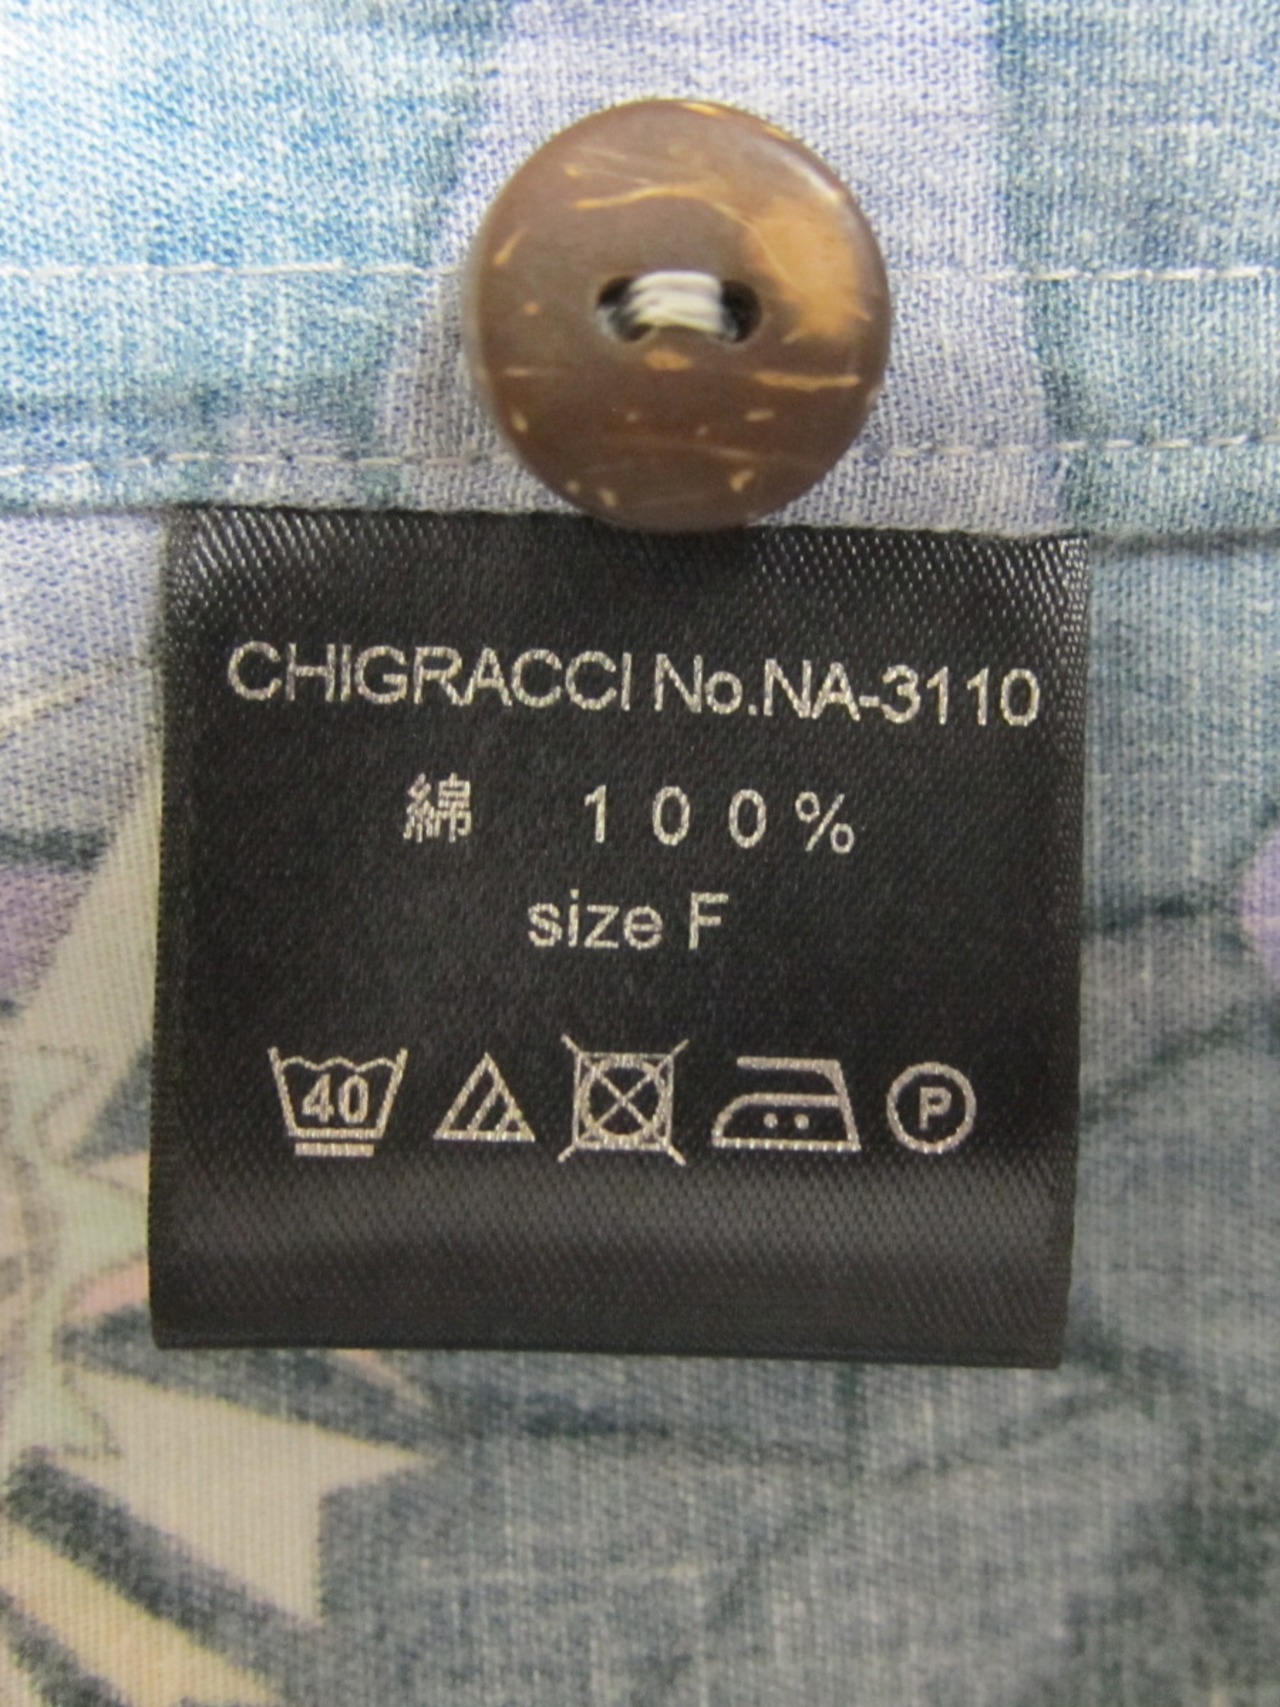 CHIGRACCI No.NA-3110
綿 １００％
size F
40 P